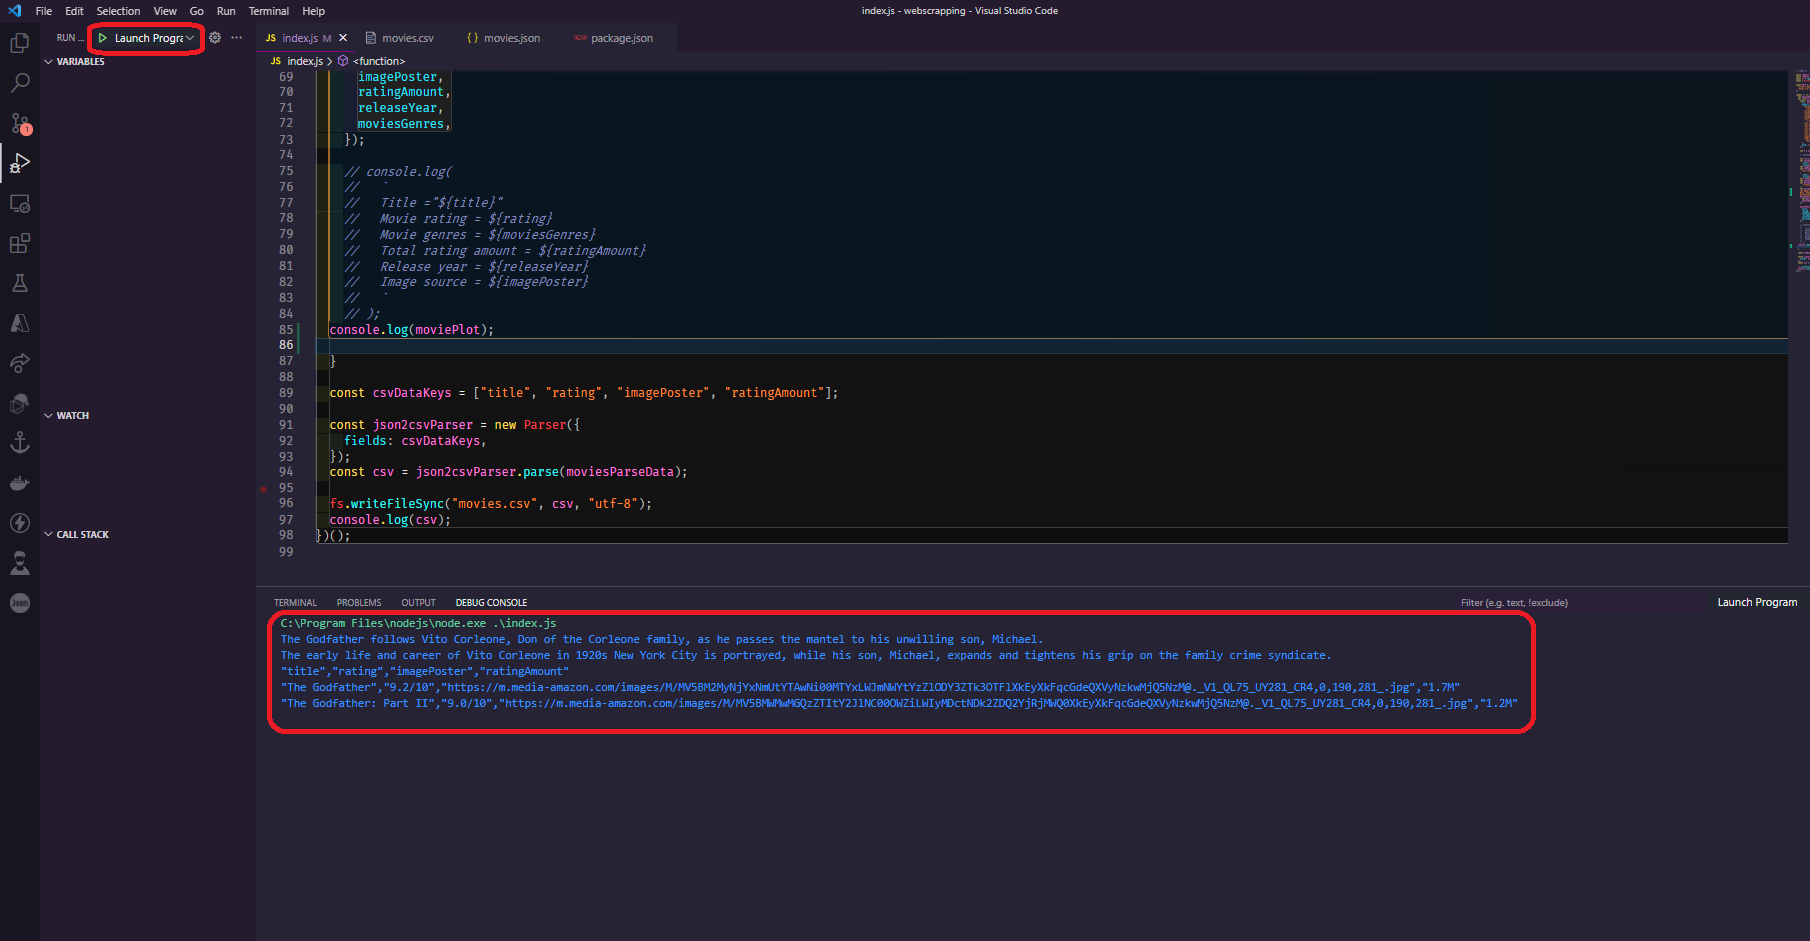 File Edit Selection View Go Run Terminal Help
index.js - webscrapping - Visual Studio Code
RUN ... Launch Progra
VARIABLES
WATCH
CALL STACK
1
Json
JS index.js M movies.csv { } movies.json package.json
JS index.js > <function>
69 imagePoster,
70 ratingAmount,
71 releaseYear,
72 moviesGenres,
73 });
74
75 // console.log(
76 // `
77 // Title ="${title}"
78 // Movie rating = ${rating}
79 // Movie genres = ${moviesGenres}
80 // Total rating amount = ${ratingAmount}
81 // Release year = ${releaseYear}
82 // Image source = ${imagePoster}
83 // `
84 // );
85 console.log(moviePlot);
86
87 }
88
89 const csvDataKeys = ["title", "rating", "imagePoster", "ratingAmount"];
90
91 const json2csvParser = new Parser({
92 fields: csvDataKeys,
93 });
94 const csv = json2csvParser.parse(moviesParseData);
95
96 fs.writeFileSync("movies.csv", csv, "utf-8");
97 console.log(csv);
98 })();
99
TERMINAL PROBLEMS OUTPUT DEBUG CONSOLE
Filter (e.g. text, !exclude) Launch Program
C:\Program Files\nodejs\node.exe .\index.js
The Godfather follows Vito Corleone, Don of the Corleone family, as he passes the mantel to his unwilling son, Michael.
The early life and career of Vito Corleone in 1920s New York City is portrayed, while his son, Michael, expands and tightens his grip on the family crime syndicate.
"title","rating","imagePoster","ratingAmount"
"The Godfather","9.2/10","https://m.media-amazon.com/images/M/MV5BM2MyNjYxNmUtYTAwNi00MTYxLWJmNWYtYzZlODY3ZTk3OTFlXkEyXkFqcGdeQXVyNzkwMjQ5NzM@._V1_QL75_UY281_CR4,0,190,281_.jpg","1.7M"
"The Godfather: Part II","9.0/10","https://m.media-amazon.com/images/M/MV5BMWMwMGQzZTItY2JlNC00OWZiLWIyMDctNDk2ZDQ2YjRjMWQ0XkEyXkFqcGdeQXVyNzkwMjQ5NzM@._V1_QL75_UY281_CR4,0,190,281_.jpg","1.2M"